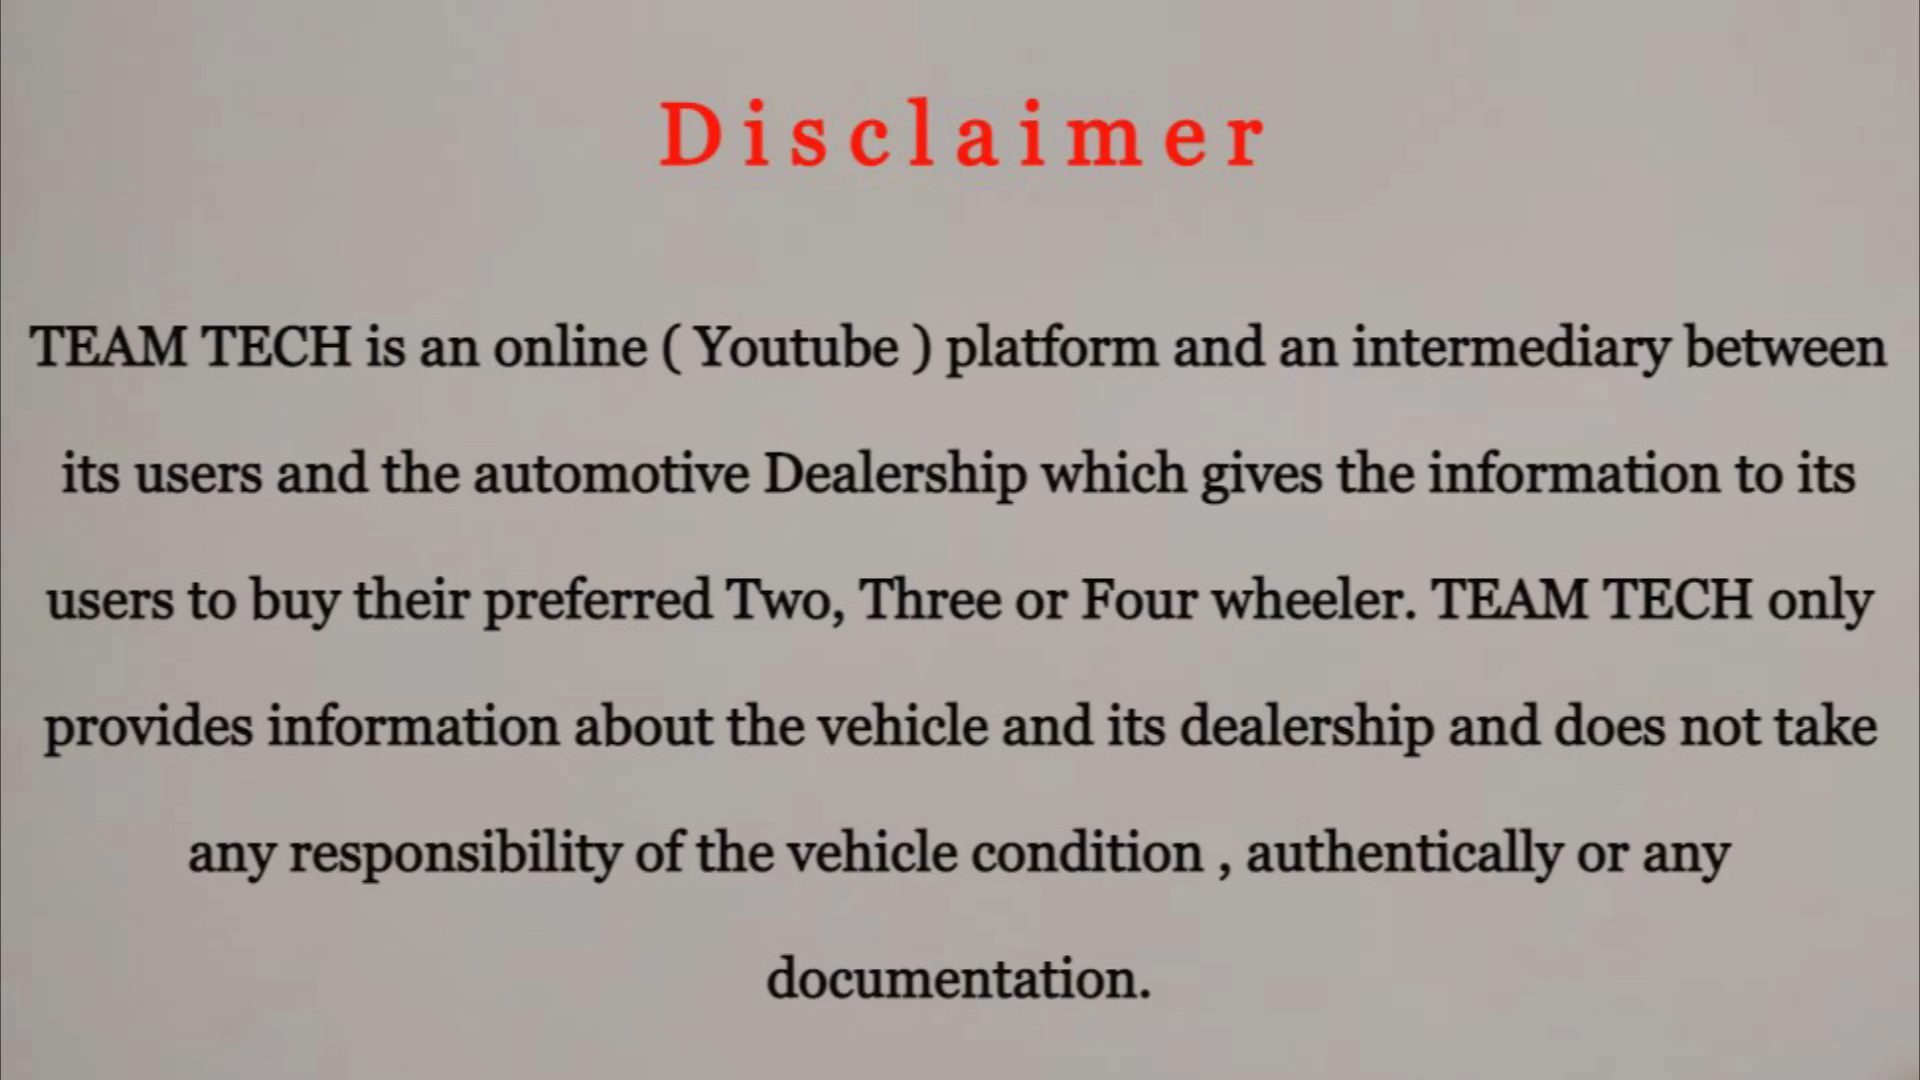 Disclaimer
TEAM TECH is an online ( Youtube ) platform and an intermediary between
its users and the automotive Dealership which gives the information to its
users to buy their preferred Two, Three or Four wheeler. TEAM TECH only
provides information about the vehicle and its dealership and does not take
any responsibility of the vehicle condition , authentically or any
documentation.